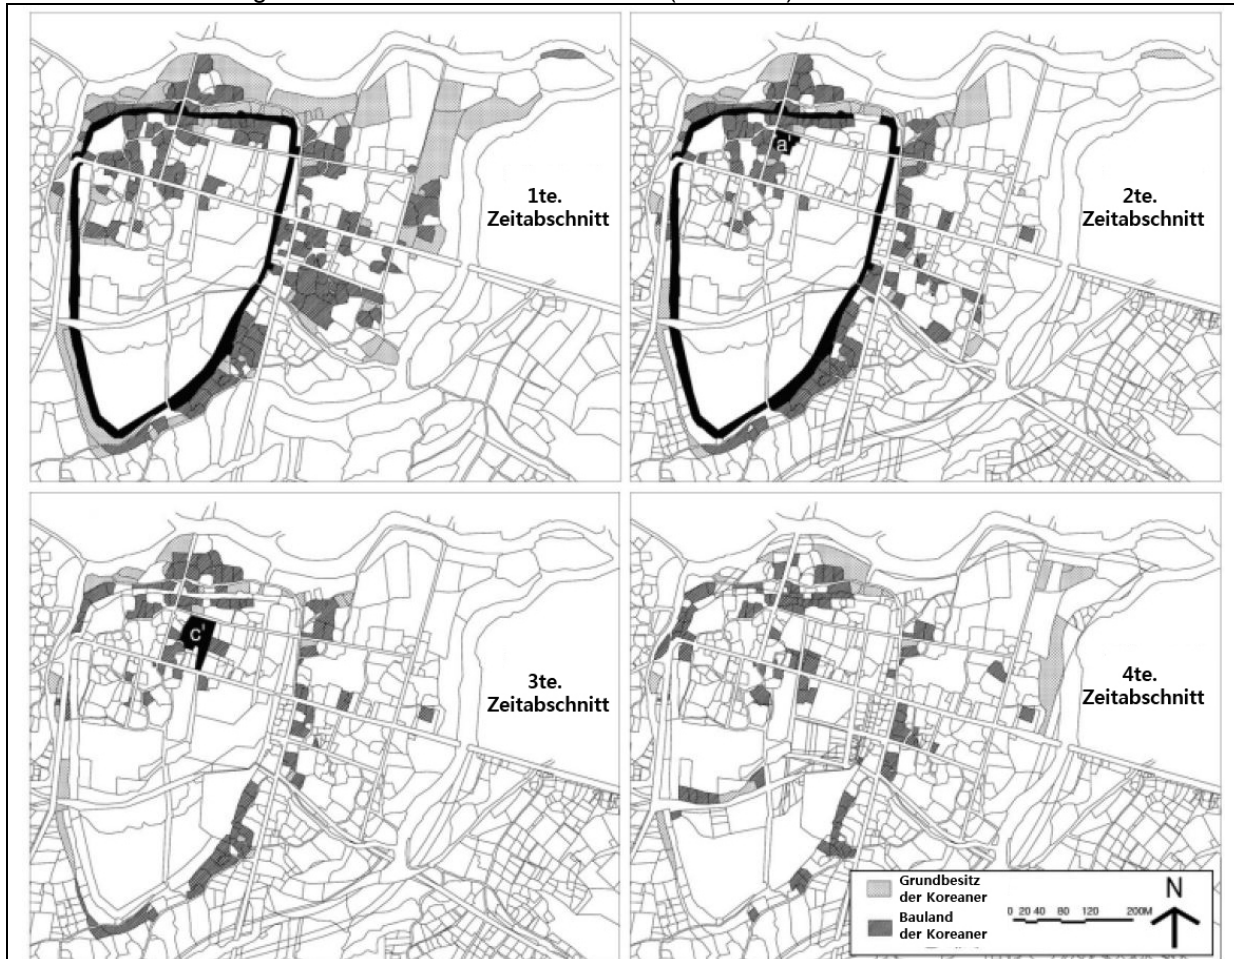 1te.
Zeitabschnitt
a'
2te.
Zeitabschnitt
c'
3te.
Zeitabschnitt
4te.
Zeitabschnitt
Grundbesitz
der Koreaner
Bauland
der Koreaner
0 20 40 80 120 200M
N